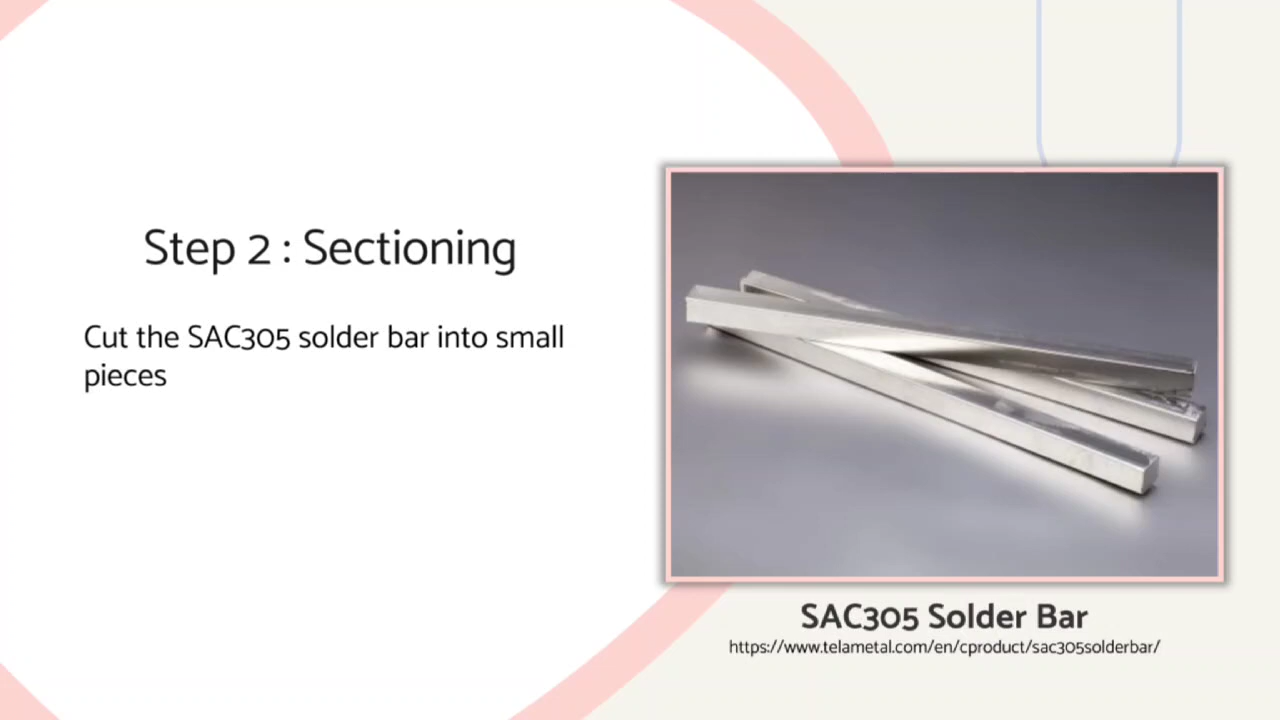 Step 2 : Sectioning
Cut the SAC305 solder bar into small
pieces
SAC305 Solder Bar
https://www.telametal.com/en/cproduct/sac305solderbar/